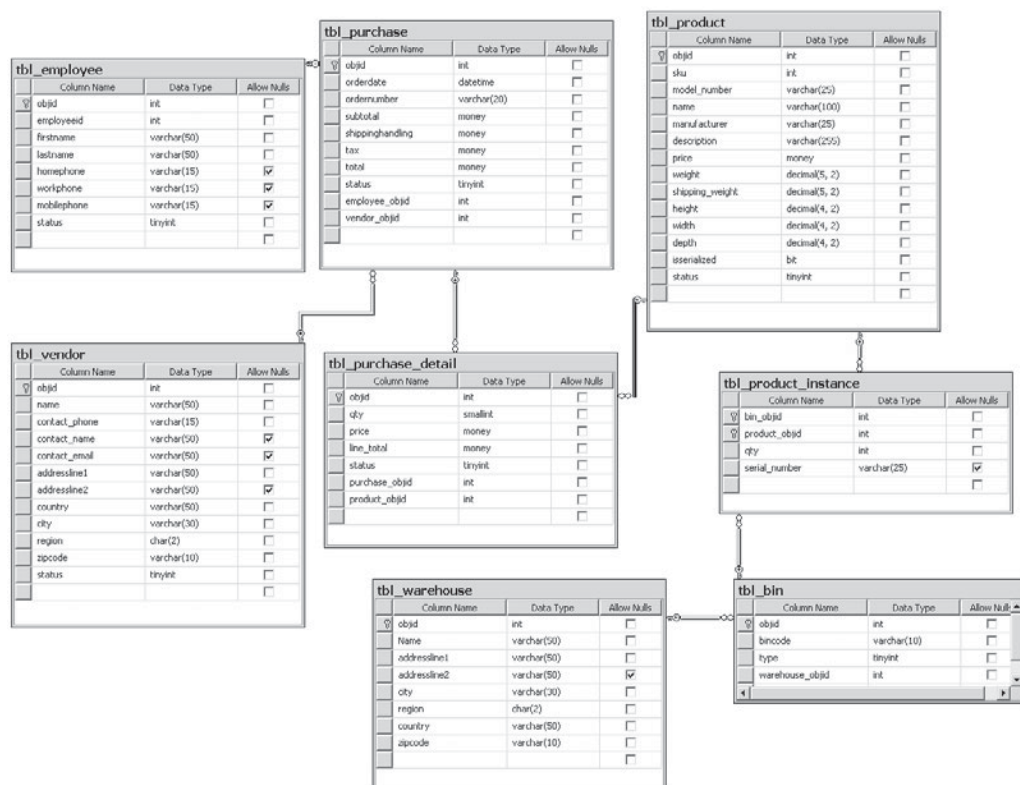 tbl_employee
Column Name Data Type Allow Nulls
objid int
employeeid int
firstname varchar(50)
lastname varchar(50)
homephone varchar(15)
workphone varchar(15)
mobilephone varchar(15)
status tinyint
tbl_purchase
Column Name Data Type Allow Nulls
objid int
orderdate datetime
ordernumber varchar(20)
subtotal money
shippinghandling money
tax money
total money
status tinyint
employee_objid int
vendor_objid int
tbl_product
Column Name Data Type Allow Nulls
objid int
sku int
model_number varchar(25)
name varchar(100)
manufacturer varchar(25)
description varchar(255)
price money
weight decimal(5, 2)
shipping_weight decimal(5, 2)
height decimal(4, 2)
width decimal(4, 2)
depth decimal(4, 2)
isserialized bit
status tinyint
tbl_vendor
Column Name Data Type Allow Nulls
objid int
name varchar(50)
contact_phone varchar(15)
contact_name varchar(50)
contact_email varchar(50)
addressline1 varchar(50)
addressline2 varchar(50)
country varchar(50)
city varchar(30)
region char(2)
zipcode varchar(10)
status tinyint
tbl_purchase_detail
Column Name Data Type Allow Nulls
objid int
qty smallint
price money
line_total money
status tinyint
purchase_objid int
product_objid int
tbl_product_instance
Column Name Data Type Allow Nulls
bin_objid int
product_objid int
qty int
serial_number varchar(25)
tbl_warehouse
Column Name Data Type Allow Nulls
objid int
Name varchar(50)
addressline1 varchar(50)
addressline2 varchar(50)
city varchar(30)
region char(2)
country varchar(50)
zipcode varchar(10)
tbl_bin
Column Name Data Type Allow Null
objid int
bincode varchar(10)
type tinyint
warehouse_objid int